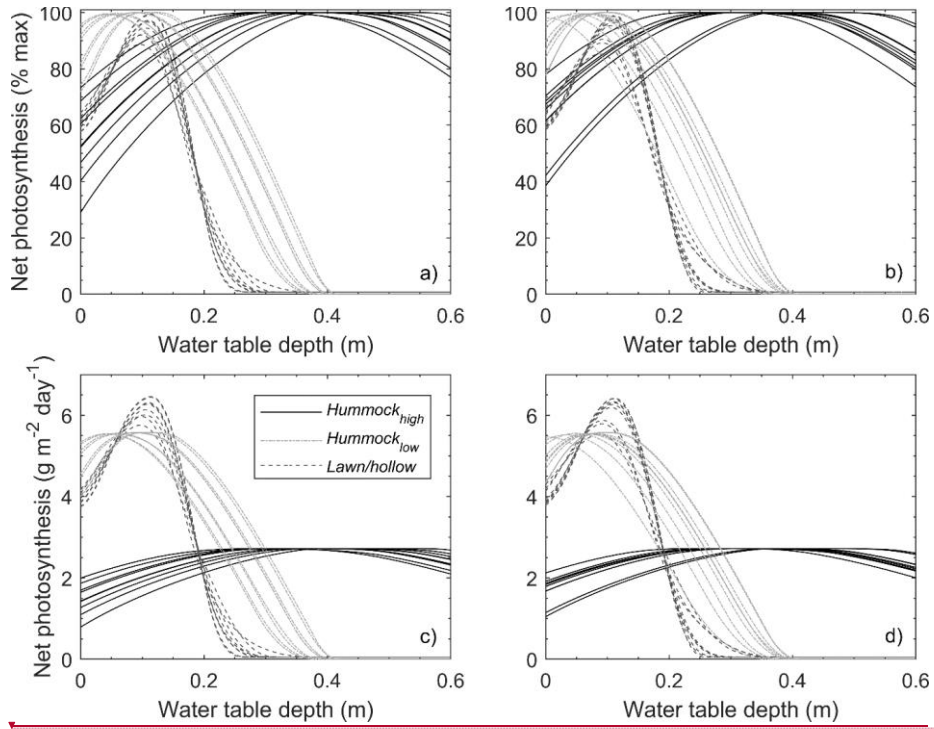 100
80
60
40
20
0
Net photosynthesis (% max)
a)
0 0.2 0.4 0.6
Water table depth (m)
100
80
60
40
20
0
b)
0 0.2 0.4 0.6
Water table depth (m)
6
4
2
0
Net photosynthesis (g m⁻² day⁻¹)
Hummock_high
Hummock_low
Lawn/hollow
c)
0 0.2 0.4 0.6
Water table depth (m)
6
4
2
0
d)
0 0.2 0.4 0.6
Water table depth (m)